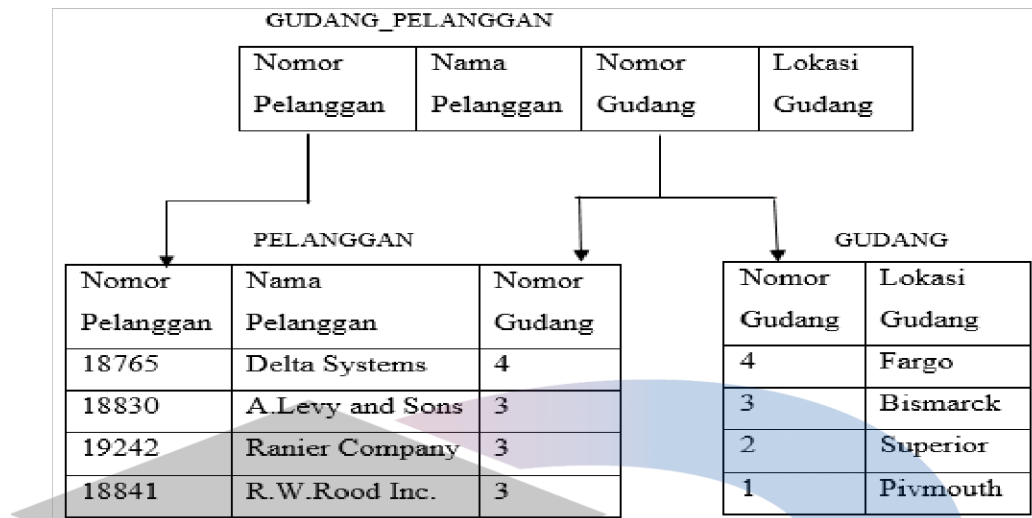 GUDANG_PELANGGAN
Nomor Pelanggan Nama Pelanggan Nomor Gudang Lokasi Gudang
PELANGGAN
Nomor Pelanggan Nama Pelanggan Nomor Gudang
18765 Delta Systems 4
18830 A.Levy and Sons 3
19242 Ranier Company 3
18841 R.W.Rood Inc. 3
GUDANG
Nomor Gudang Lokasi Gudang
4 Fargo
3 Bismarck
2 Superior
1 Pivmouth